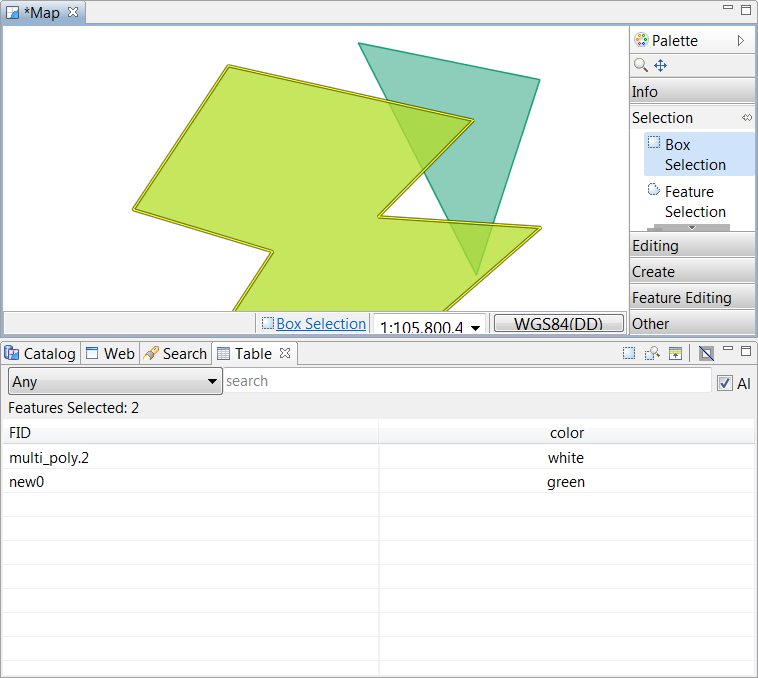 *Map
Palette
Info
Selection
Box
Selection
Feature
Selection
Editing
Create
Feature Editing
Other
Box Selection
1:105,800,4
WGS84(DD)
Catalog
Web
Search
Table
Any
search
Al
Features Selected: 2
FID
color
multi_poly.2
white
new0
green